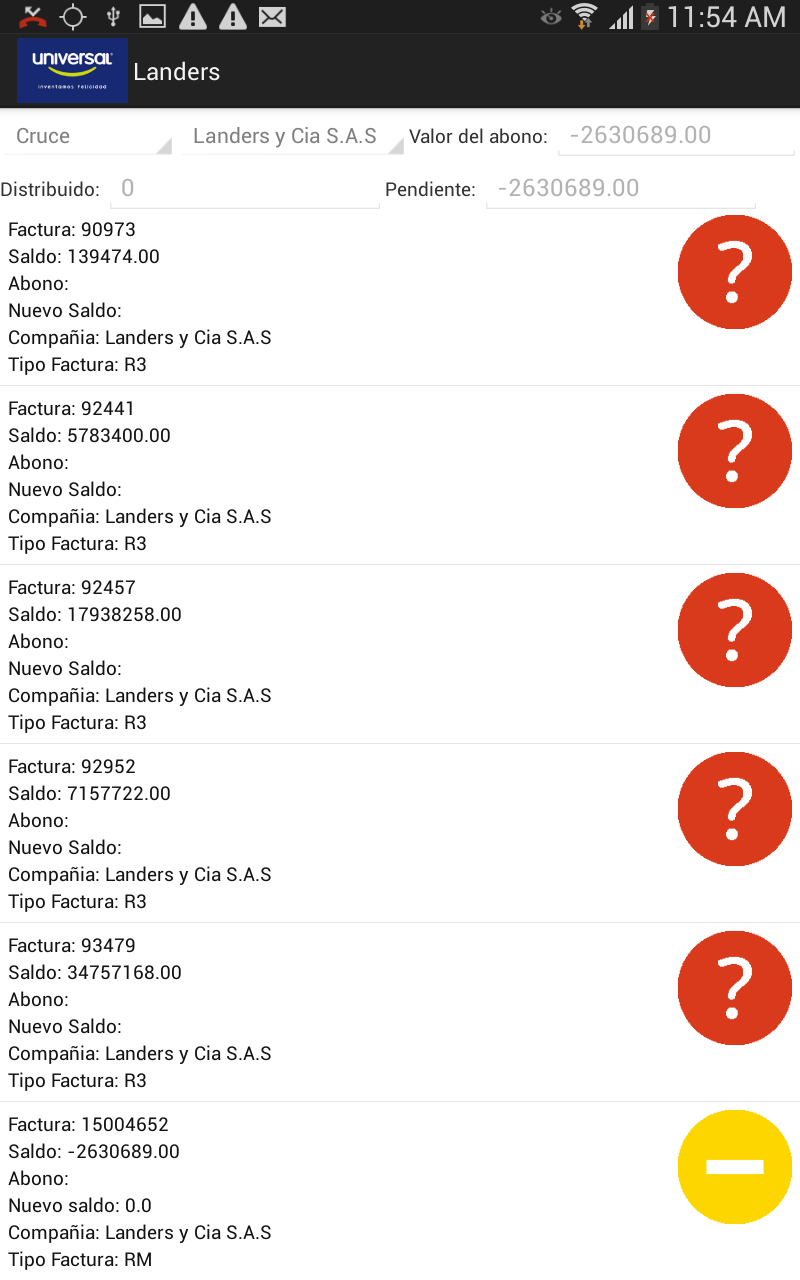 11:54 AM
universal
inventamos felicidad
Landers
Cruce
Landers y Cia S.A.S
Valor del abono:
-2630689.00
Distribuido:
0
Pendiente:
-2630689.00
Factura: 90973
Saldo: 139474.00
Abono:
Nuevo Saldo:
Compañia: Landers y Cia S.A.S
Tipo Factura: R3
?
Factura: 92441
Saldo: 5783400.00
Abono:
Nuevo Saldo:
Compañia: Landers y Cia S.A.S
Tipo Factura: R3
?
Factura: 92457
Saldo: 17938258.00
Abono:
Nuevo Saldo:
Compañia: Landers y Cia S.A.S
Tipo Factura: R3
?
Factura: 92952
Saldo: 7157722.00
Abono:
Nuevo Saldo:
Compañia: Landers y Cia S.A.S
Tipo Factura: R3
?
Factura: 93479
Saldo: 34757168.00
Abono:
Nuevo Saldo:
Compañia: Landers y Cia S.A.S
Tipo Factura: R3
?
Factura: 15004652
Saldo: -2630689.00
Abono:
Nuevo saldo: 0.0
Compañia: Landers y Cia S.A.S
Tipo Factura: RM